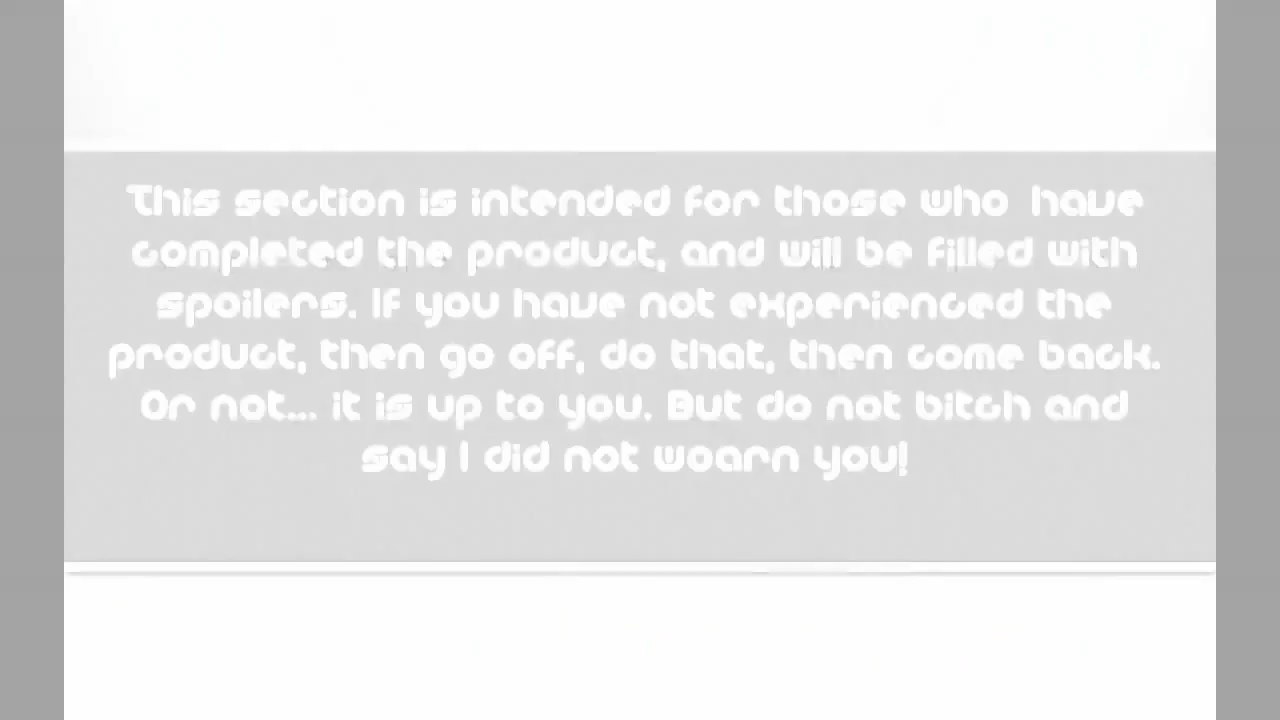 This section is intended for those who have
completed the product, and will be filled with
spoilers. If you have not experienced the
product, then go off, do that, then come back.
Or not... it is up to you. But do not bitch and
say I did not woarn you!